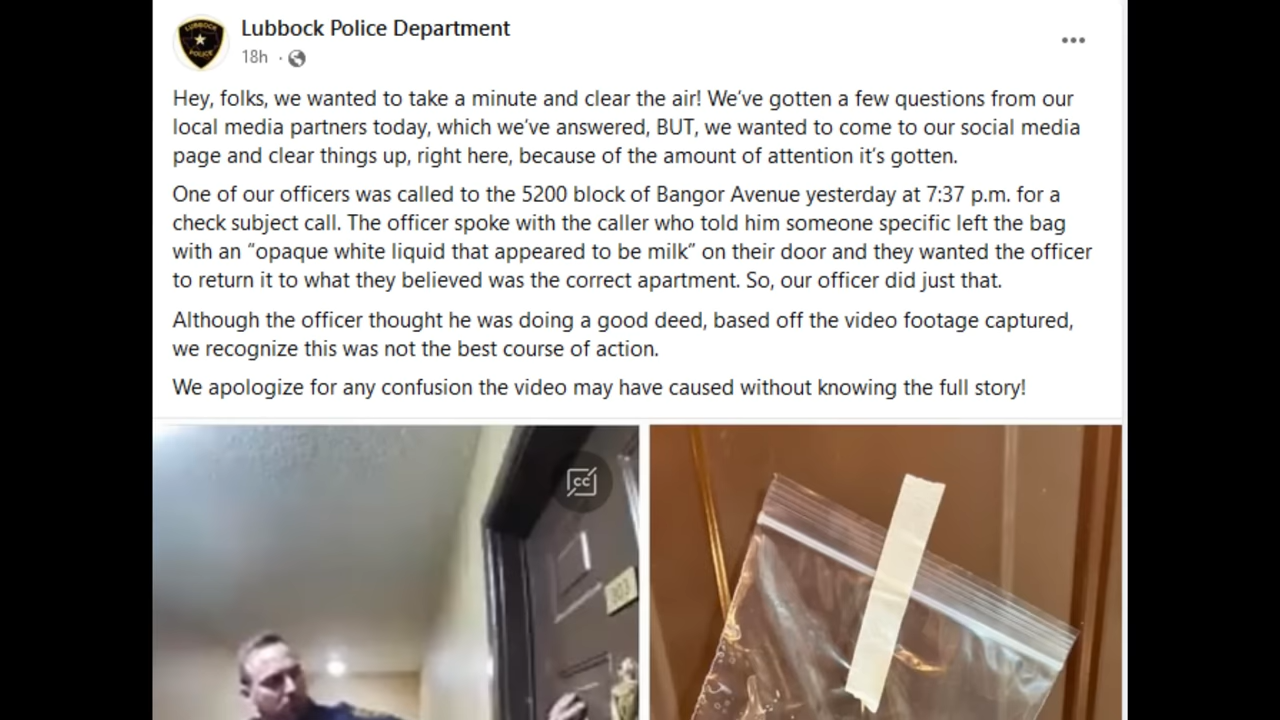 LUBBOCK
POLICE
Lubbock Police Department
18h ·
Hey, folks, we wanted to take a minute and clear the air! We’ve gotten a few questions from our
local media partners today, which we’ve answered, BUT, we wanted to come to our social media
page and clear things up, right here, because of the amount of attention it’s gotten.
One of our officers was called to the 5200 block of Bangor Avenue yesterday at 7:37 p.m. for a
check subject call. The officer spoke with the caller who told him someone specific left the bag
with an “opaque white liquid that appeared to be milk” on their door and they wanted the officer
to return it to what they believed was the correct apartment. So, our officer did just that.
Although the officer thought he was doing a good deed, based off the video footage captured,
we recognize this was not the best course of action.
We apologize for any confusion the video may have caused without knowing the full story!
CC
303